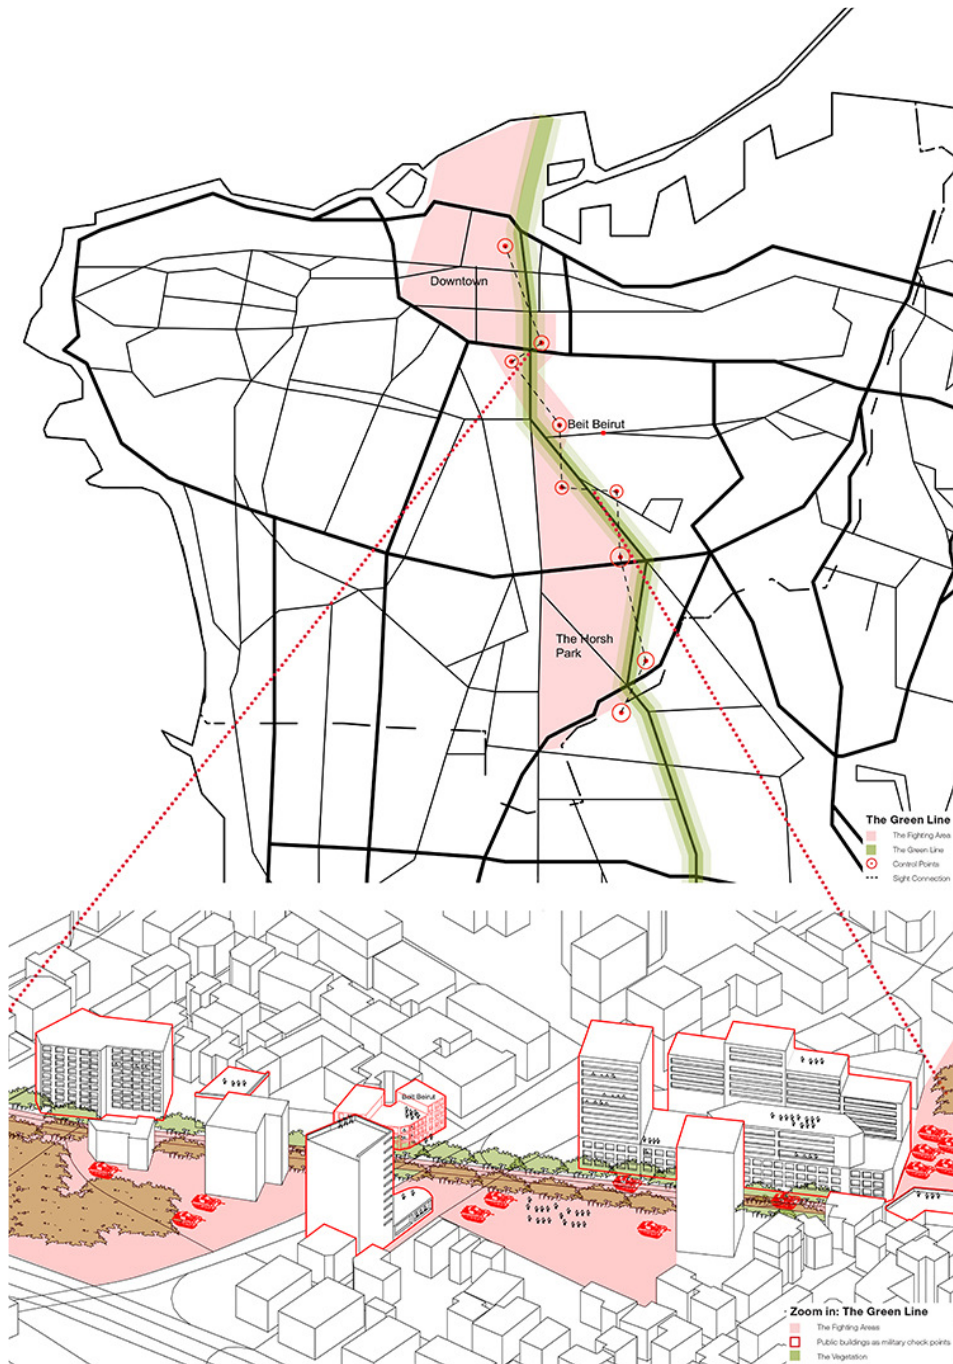 Downtown
Beit Beirut
The Horsh
Park
The Green Line
The Fighting Area
The Green Line
Control Points
Sight Connection
Beit Beirut
Zoom in: The Green Line
The Fighting Areas
Public buildings as military check points
The Vegetation